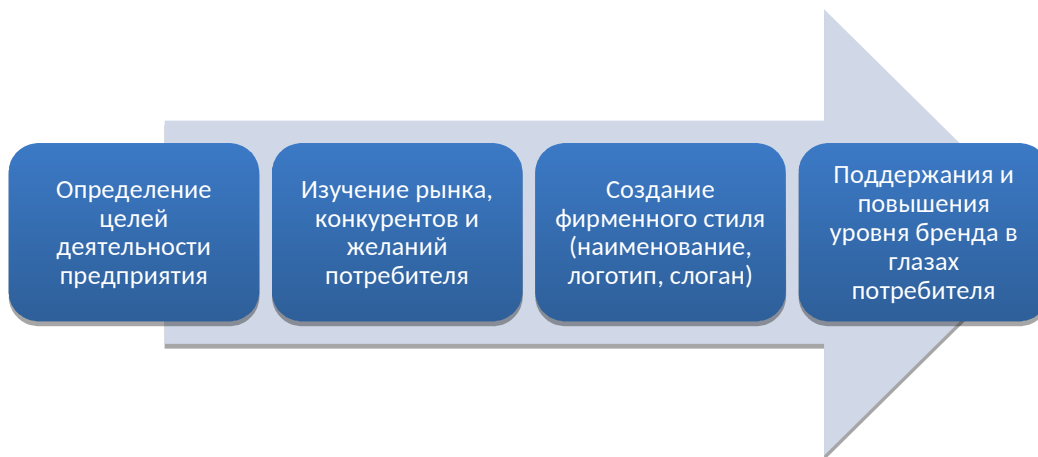 Определение
целей
деятельности
предприятия
Изучение рынка,
конкурентов и
желаний
потребителя
Создание
фирменного стиля
(наименование,
логотип, слоган)
Поддержания и
повышения
уровня бренда в
глазах
потребителя